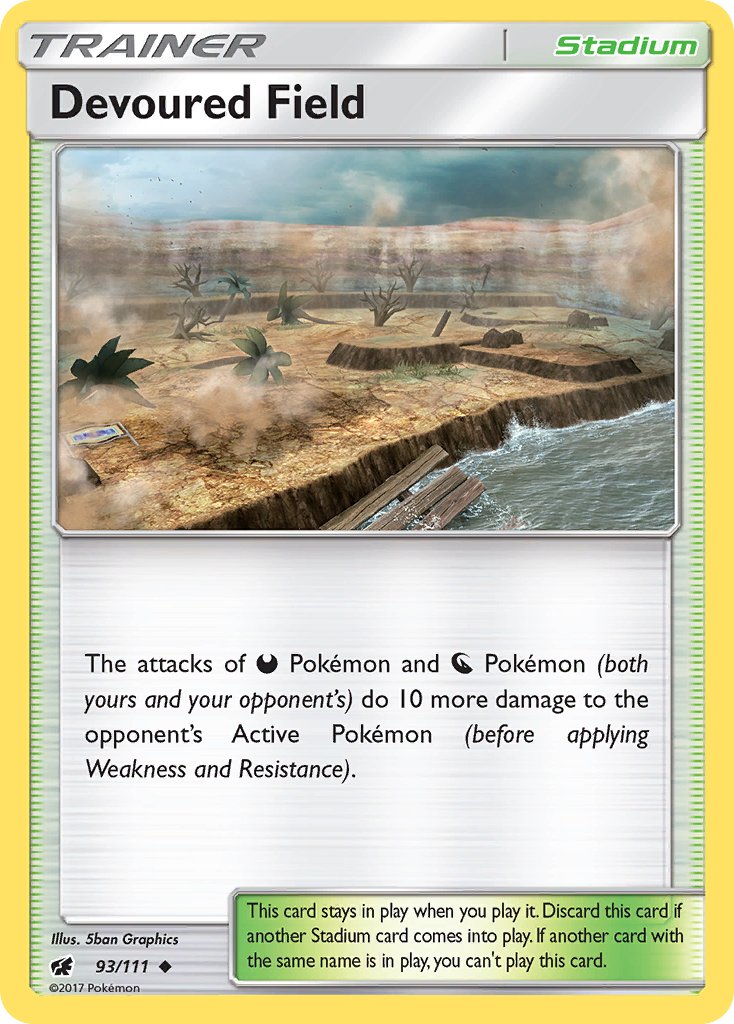 TRAINER
Stadium
Devoured Field
The attacks of Pokémon and Pokémon (both
yours and your opponent's) do 10 more damage to the
opponent's Active Pokémon (before applying
Weakness and Resistance).
This card stays in play when you play it. Discard this card if
another Stadium card comes into play. If another card with
the same name is in play, you can't play this card.
Illus. 5ban Graphics
93/111
©2017 Pokémon